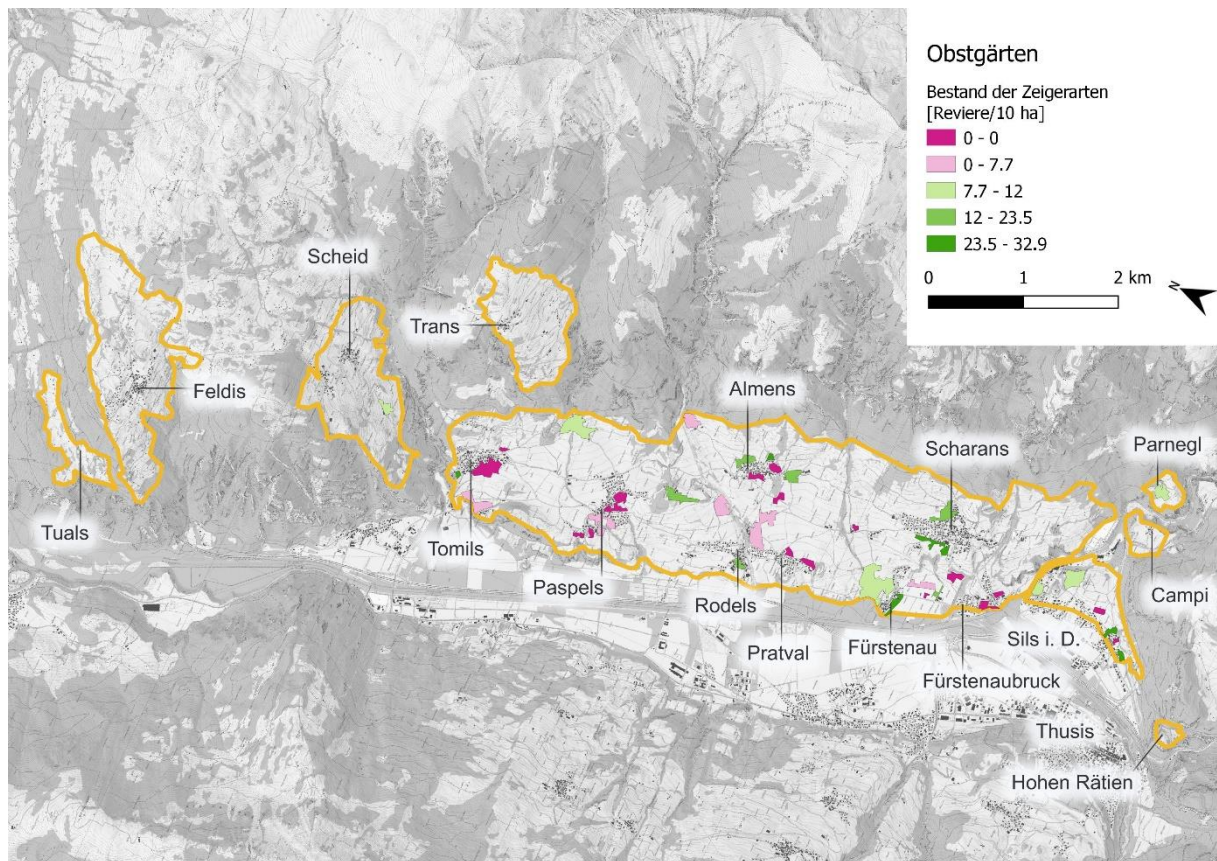 Obstgärten
Bestand der Zeigerarten
[Reviere/10 ha]
0 - 0
0 - 7.7
7.7 - 12
12 - 23.5
23.5 - 32.9
0 1 2 km
N
Scheid
Trans
Feldis
Almens
Scharans
Parnegl
Tuals
Tomils
Paspels
Rodels
Campi
Pratval
Fürstenau
Sils i. D.
Fürstenaubruck
Thusis
Hohen Rätien